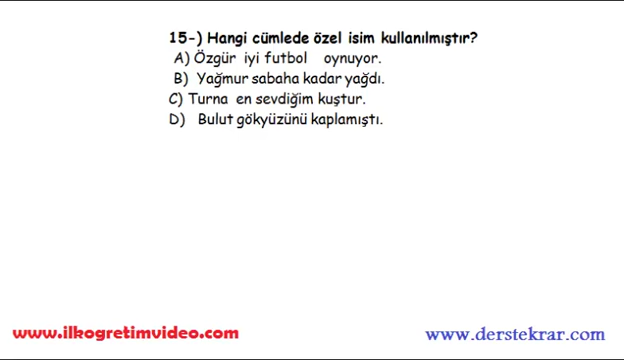 15-) Hangi cümlede özel isim kullanılmıştır?
A) Özgür iyi futbol oynuyor.
B) Yağmur sabaha kadar yağdı.
C) Turna en sevdiğim kuştur.
D) Bulut gökyüzünü kaplamıştı.
www.ilkogretimvideo.com
www.derstekrar.com